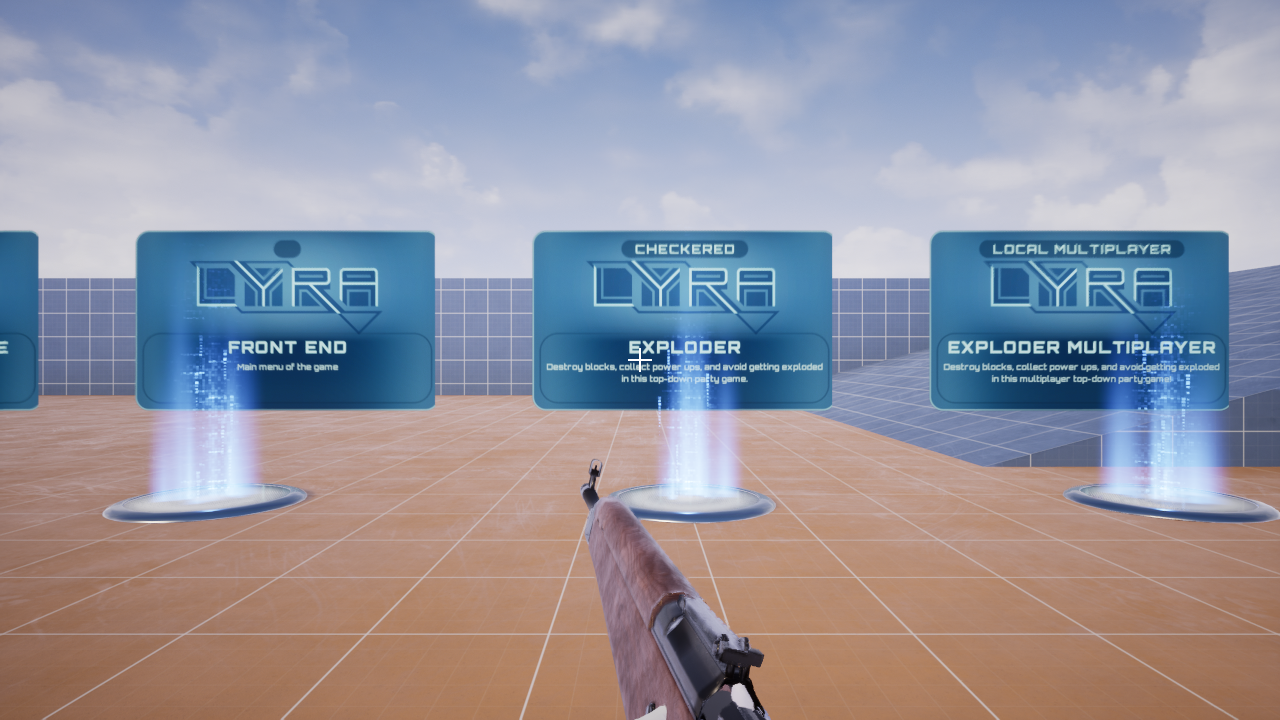 E
LYRA
FRONT END
Main menu of the game
CHECKERED
LYRA
EXPLODER
Destroy blocks, collect power ups, and avoid getting exploded
in this top-down party game.
LOCAL MULTIPLAYER
LYRA
EXPLODER MULTIPLAYER
Destroy blocks, collect power ups, and avoid getting exploded
in this multiplayer top-down party game!